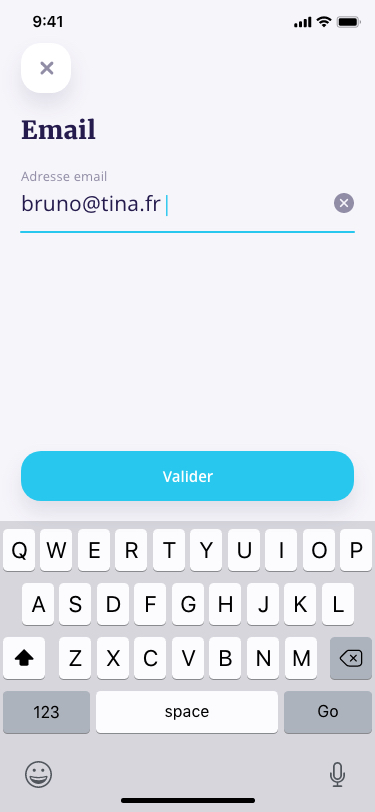 9:41
Email
Adresse email
bruno@tina.fr
Valider
Q W E R T Y U I O P
A S D F G H J K L
Z X C V B N M
123 space Go